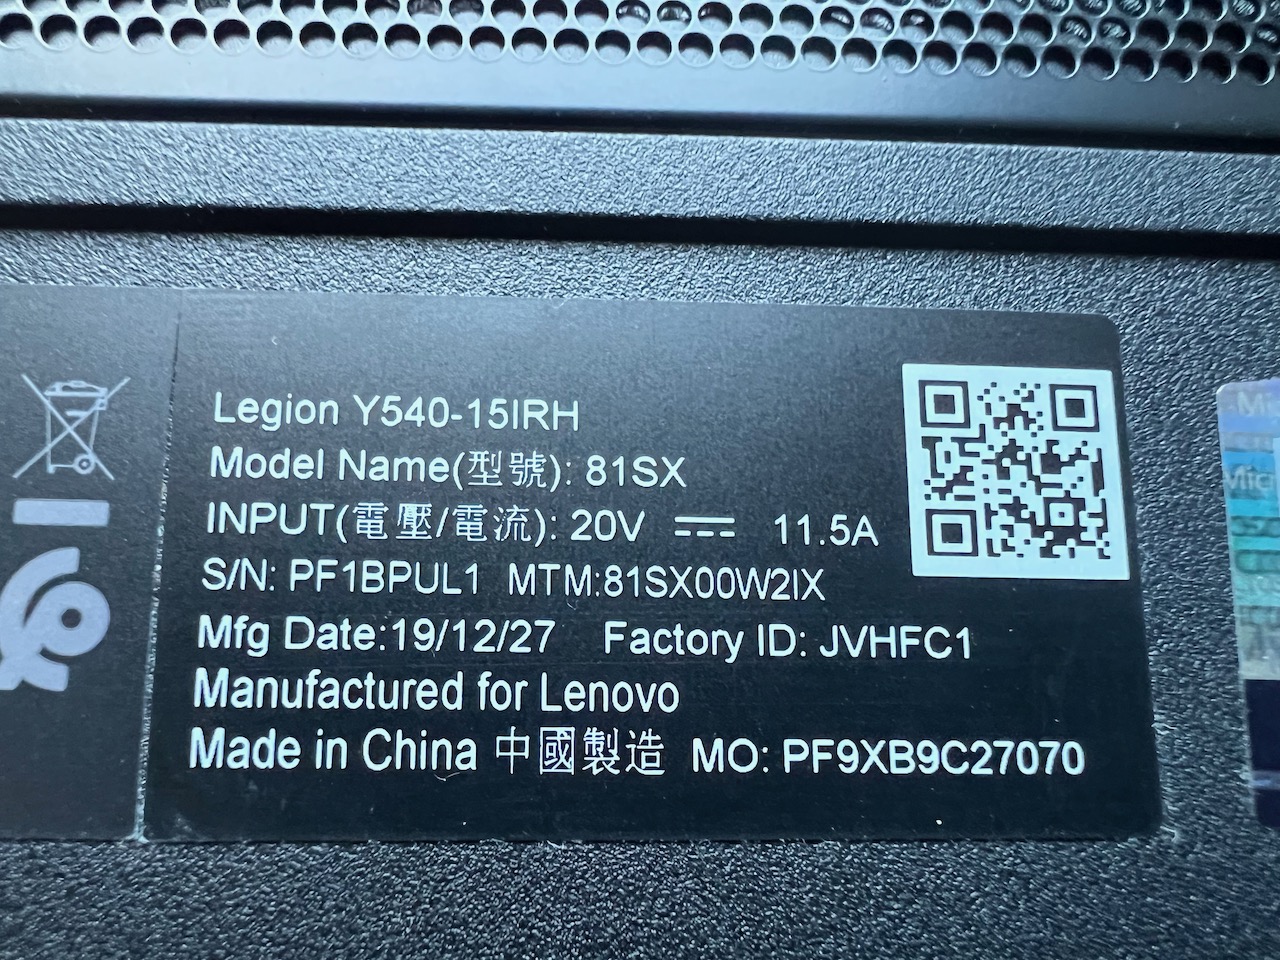 Legion Y540-15IRH
Model Name(型號): 81SX
INPUT(電壓/電流): 20V ⎓ 11.5A
S/N: PF1BPUL1 MTM:81SX00W2IX
Mfg Date:19/12/27 Factory ID: JVHFC1
Manufactured for Lenovo
Made in China 中國製造 MO: PF9XB9C27070